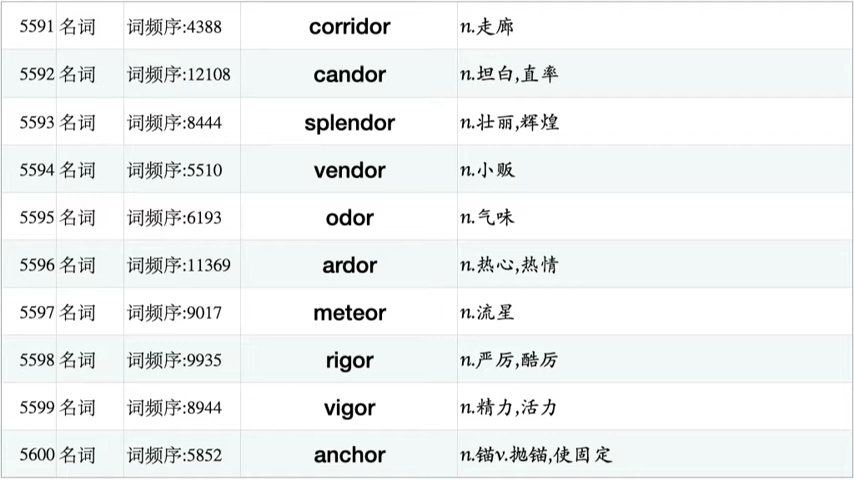 5591 名词 词频序:4388 corridor n.走廊
5592 名词 词频序:12108 candor n.坦白,直率
5593 名词 词频序:8444 splendor n.壮丽,辉煌
5594 名词 词频序:5510 vendor n.小贩
5595 名词 词频序:6193 odor n.气味
5596 名词 词频序:11369 ardor n.热心,热情
5597 名词 词频序:9017 meteor n.流星
5598 名词 词频序:9935 rigor n.严厉,酷厉
5599 名词 词频序:8944 vigor n.精力,活力
5600 名词 词频序:5852 anchor n.锚v.抛锚,使固定